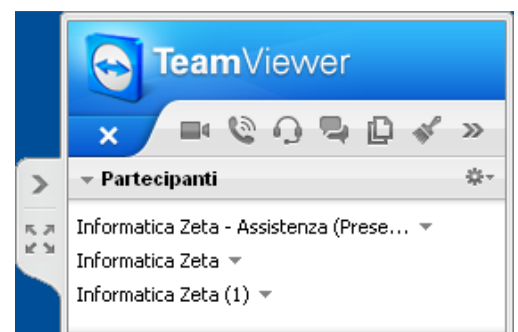 TeamViewer
Partecipanti
Informatica Zeta - Assistenza (Prese...
Informatica Zeta
Informatica Zeta (1)